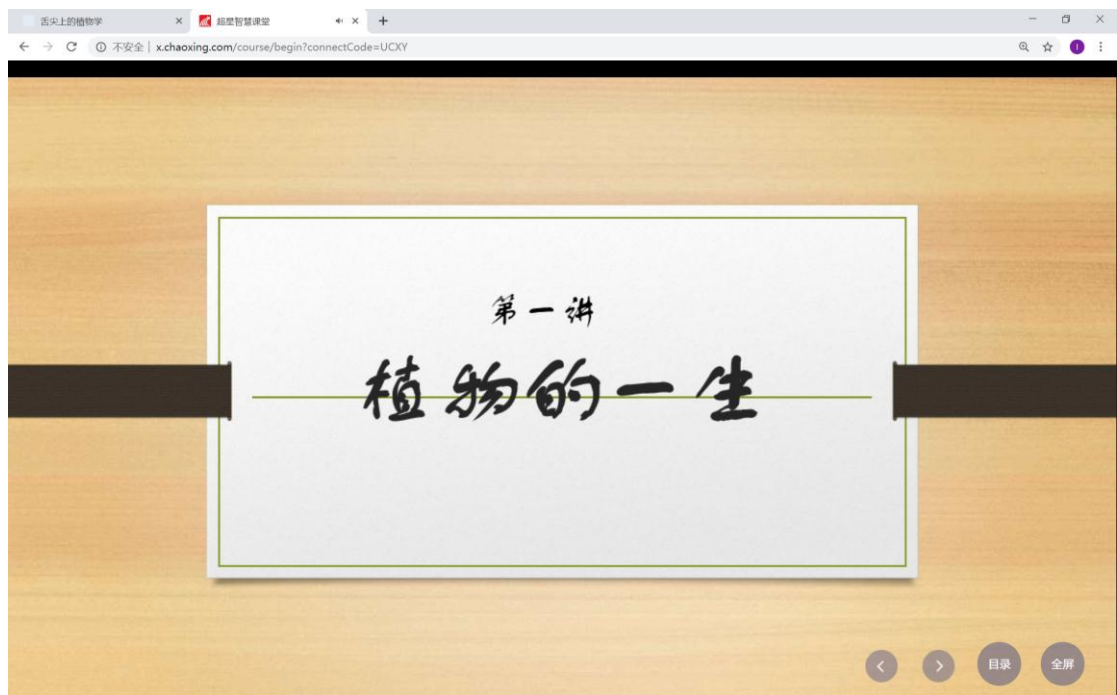 舌尖上的植物学
超星智慧课堂
不安全 | x.chaoxing.com/course/begin?connectCode=UCXY
第一讲
植物的一生
目录
全屏